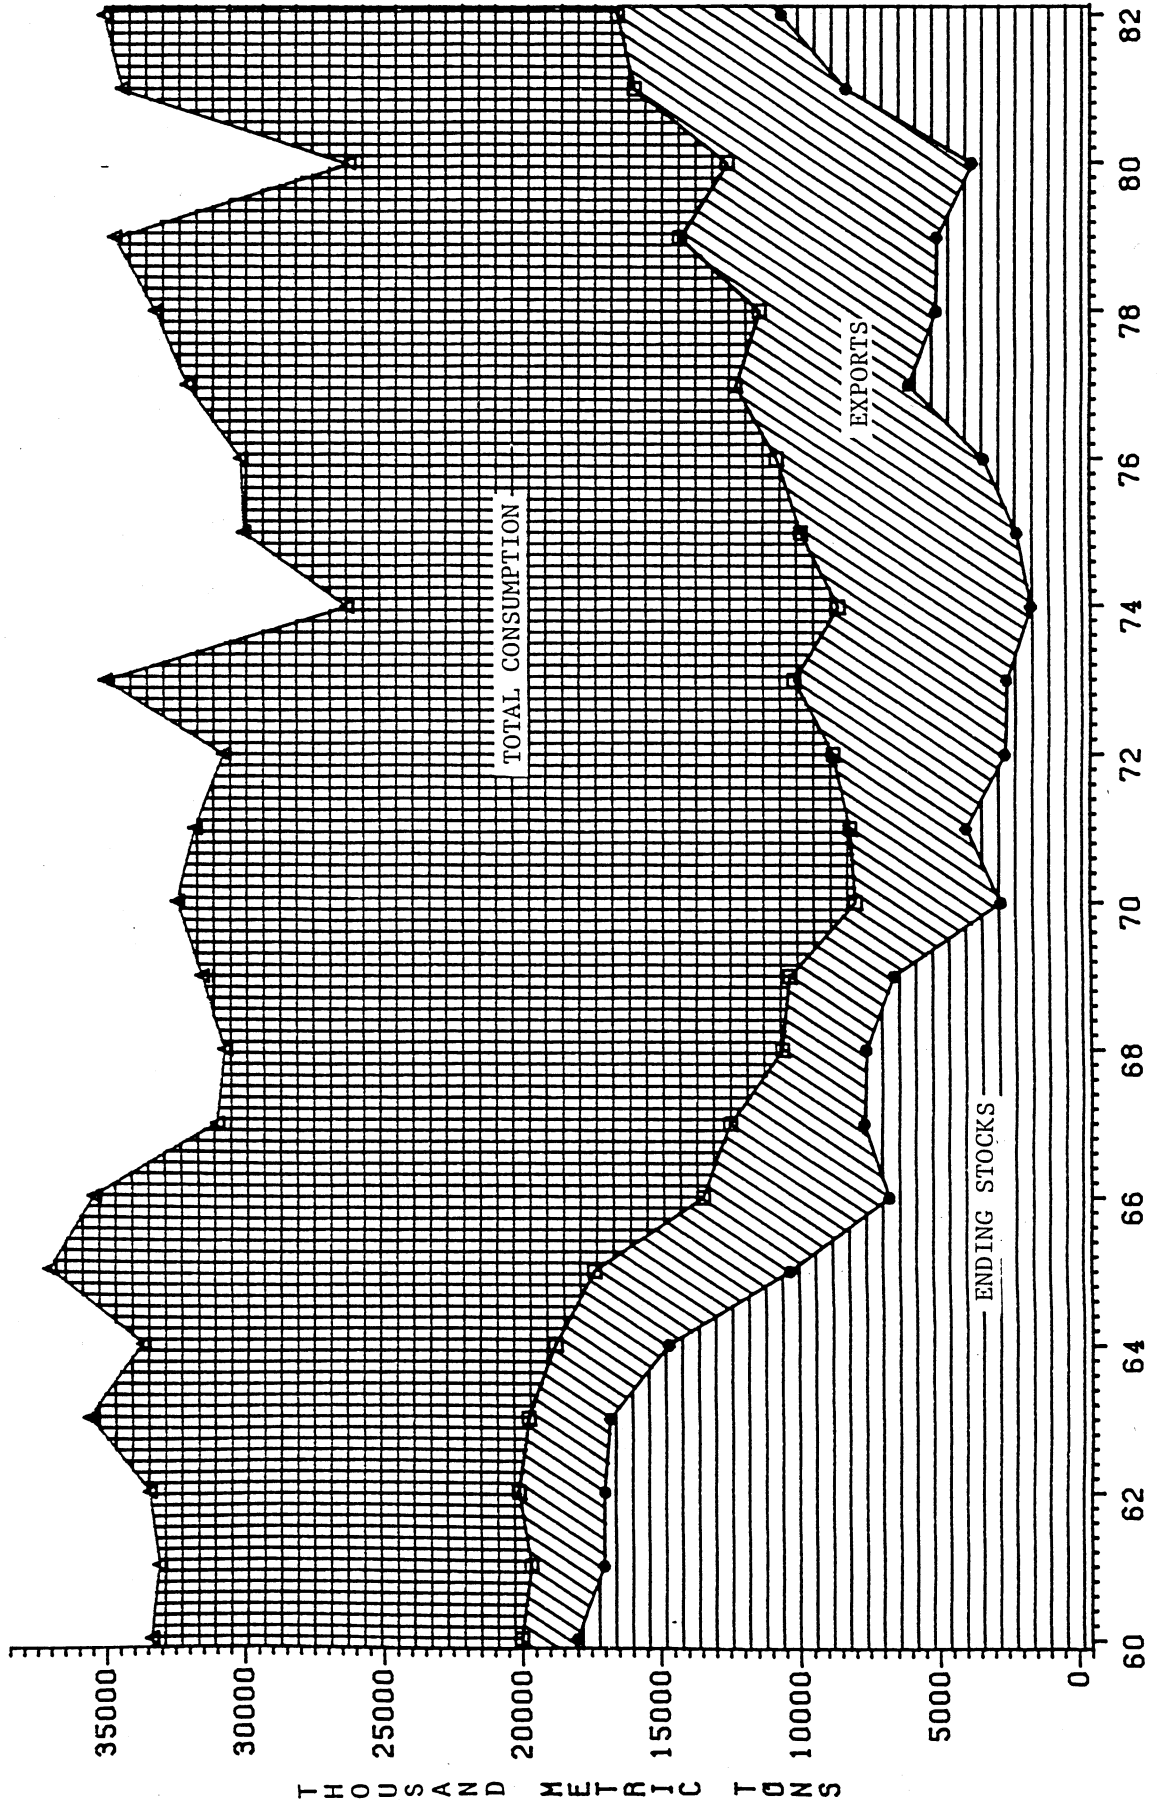 THOUSAND METRIC TONS
35000
30000
25000
20000
15000
10000
5000
0
TOTAL CONSUMPTION
EXPORTS
ENDING STOCKS
60 62 64 66 68 70 72 74 76 78 80 82